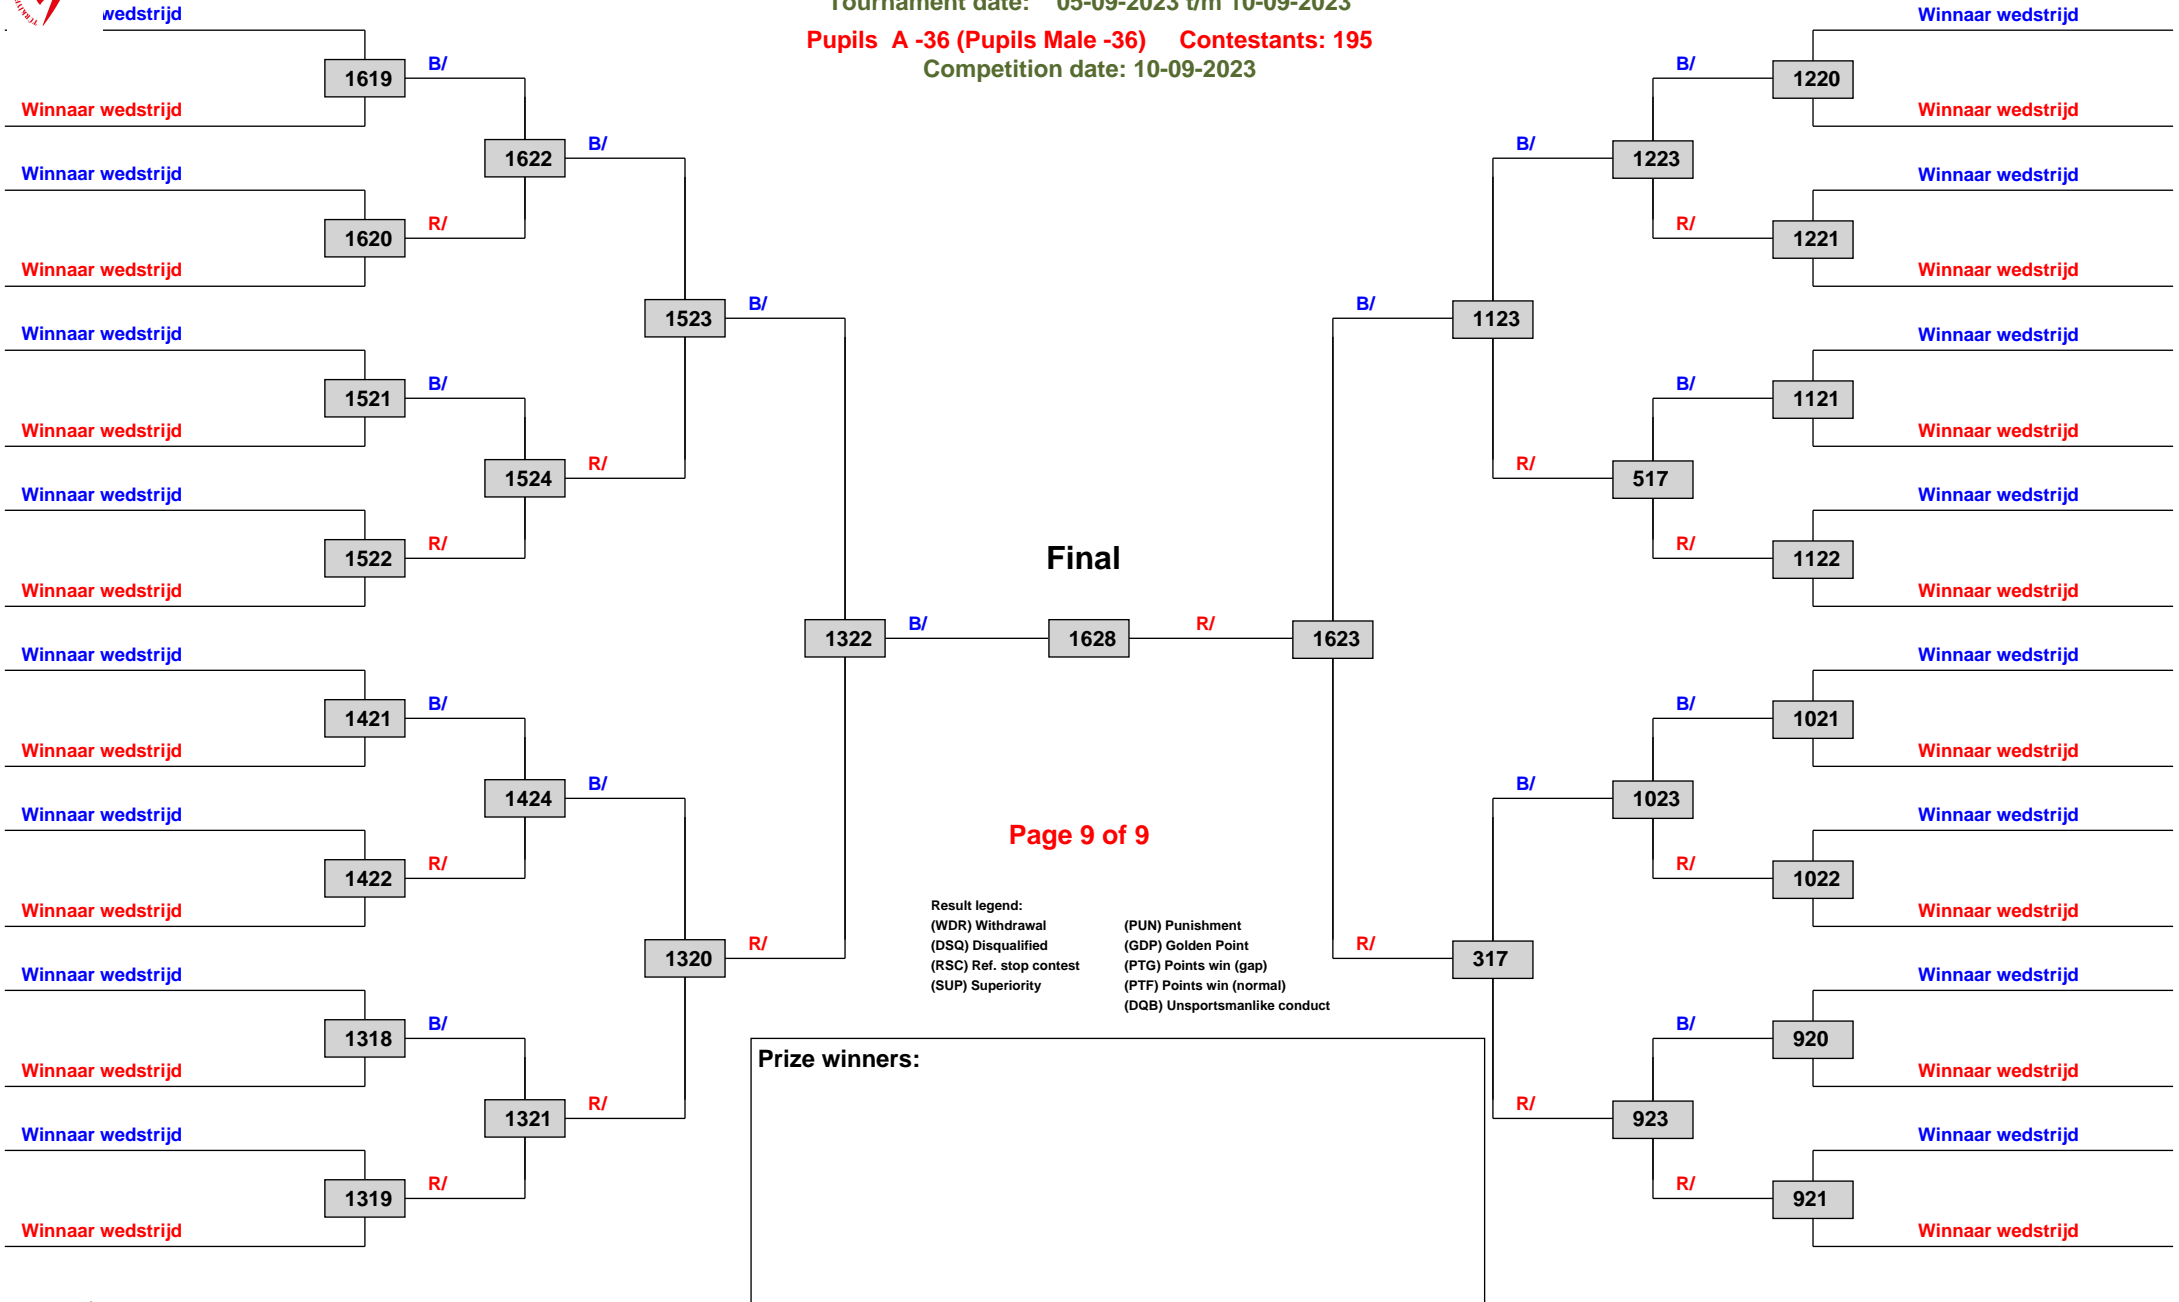 Tournament date: 05-09-2023 t/m 10-09-2023
Pupils A -36 (Pupils Male -36) Contestants: 195
Competition date: 10-09-2023
wedstrijd
1619
B/
Winnaar wedstrijd
1622
B/
Winnaar wedstrijd
1620
R/
Winnaar wedstrijd
1523
B/
Winnaar wedstrijd
1521
B/
Winnaar wedstrijd
1524
R/
Winnaar wedstrijd
1522
R/
Winnaar wedstrijd
1322
B/
Winnaar wedstrijd
1421
B/
Winnaar wedstrijd
1424
B/
Winnaar wedstrijd
1422
R/
Winnaar wedstrijd
1320
R/
Winnaar wedstrijd
1318
B/
Winnaar wedstrijd
1321
R/
Winnaar wedstrijd
1319
R/
Winnaar wedstrijd
Final
1628
Page 9 of 9
Result legend:
(WDR) Withdrawal
(DSQ) Disqualified
(RSC) Ref. stop contest
(SUP) Superiority
(PUN) Punishment
(GDP) Golden Point
(PTG) Points win (gap)
(PTF) Points win (normal)
(DQB) Unsportsmanlike conduct
Prize winners:
R/
1623
Winnaar wedstrijd
B/
1220
Winnaar wedstrijd
B/
1223
Winnaar wedstrijd
R/
1221
Winnaar wedstrijd
B/
1123
Winnaar wedstrijd
B/
1121
Winnaar wedstrijd
R/
517
Winnaar wedstrijd
R/
1122
Winnaar wedstrijd
Winnaar wedstrijd
B/
1021
Winnaar wedstrijd
B/
1023
Winnaar wedstrijd
R/
1022
Winnaar wedstrijd
R/
317
Winnaar wedstrijd
B/
920
Winnaar wedstrijd
R/
923
Winnaar wedstrijd
R/
921
Winnaar wedstrijd